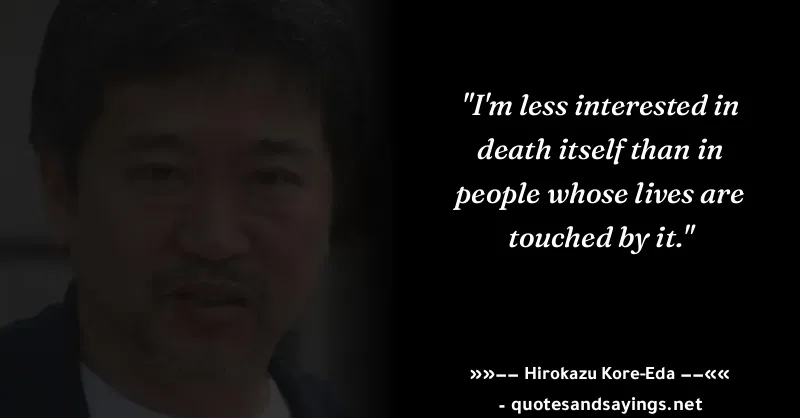 "I'm less interested in
death itself than in
people whose lives are
touched by it."
»»–– Hirokazu Kore-Eda ––««
- quotesandsayings.net